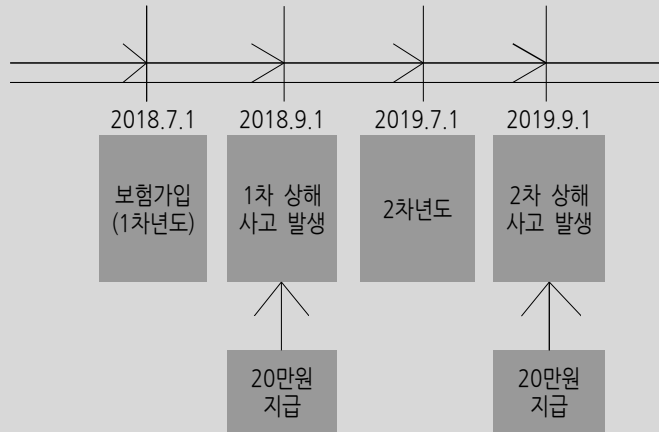 2018.7.1
2018.9.1
2019.7.1
2019.9.1
보험가입
(1차년도)
1차 상해
사고 발생
2차년도
2차 상해
사고 발생
20만원
지급
20만원
지급